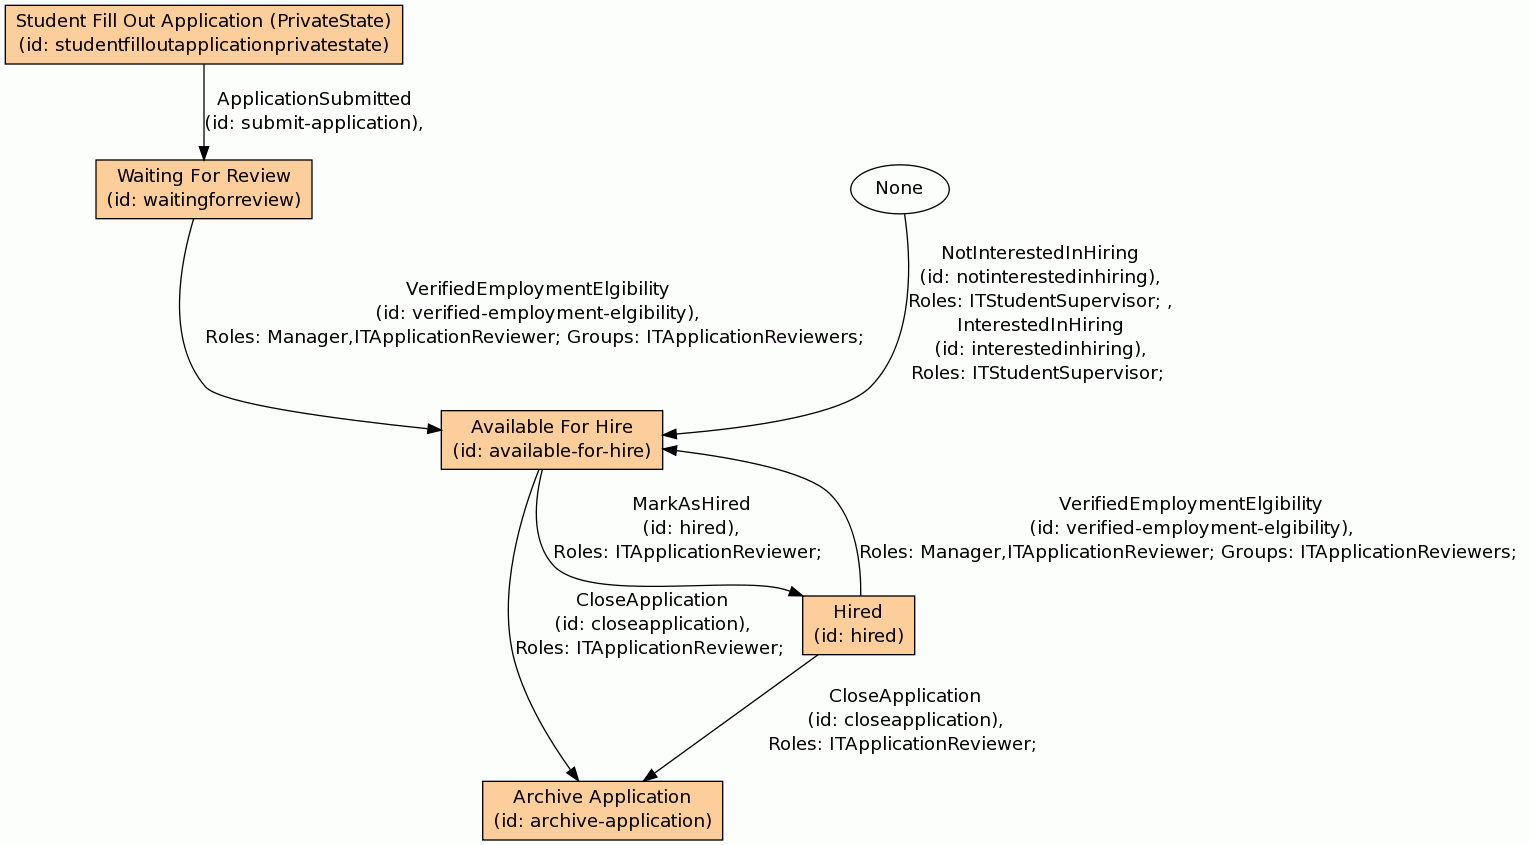 Student Fill Out Application (PrivateState)
(id: studentfilloutapplicationprivatestate)
ApplicationSubmitted
(id: submit-application),
Waiting For Review
(id: waitingforreview)
None
NotInterestedInHiring
(id: notinterestedinhiring),
Roles: ITStudentSupervisor; ,
InterestedInHiring
(id: interestedinhiring),
Roles: ITStudentSupervisor;
VerifiedEmploymentElgibility
(id: verified-employment-elgibility),
Roles: Manager,ITApplicationReviewer; Groups: ITApplicationReviewers;
Available For Hire
(id: available-for-hire)
MarkAsHired
(id: hired),
Roles: ITApplicationReviewer;
VerifiedEmploymentElgibility
(id: verified-employment-elgibility),
Roles: Manager,ITApplicationReviewer; Groups: ITApplicationReviewers;
CloseApplication
(id: closeapplication),
Roles: ITApplicationReviewer;
Hired
(id: hired)
CloseApplication
(id: closeapplication),
Roles: ITApplicationReviewer;
Archive Application
(id: archive-application)